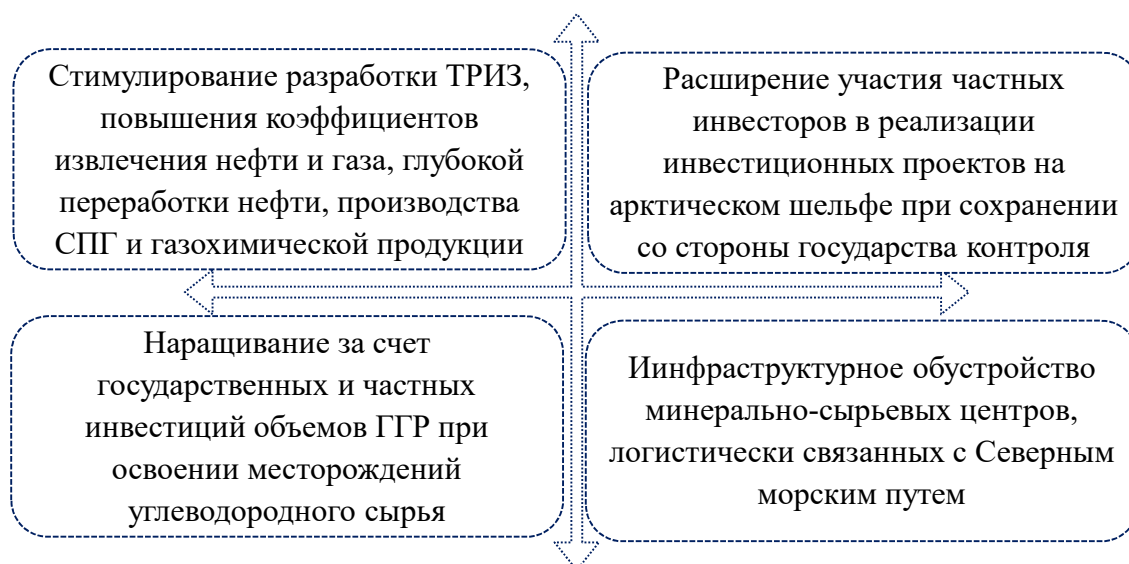 Стимулирование разработки ТРИЗ,
повышения коэффициентов
извлечения нефти и газа, глубокой
переработки нефти, производства
СПГ и газохимической продукции
Расширение участия частных
инвесторов в реализации
инвестиционных проектов на
арктическом шельфе при сохранении
со стороны государства контроля
Наращивание за счет
государственных и частных
инвестиций объемов ГГР при
освоении месторождений
углеводородного сырья
Иинфраструктурное обустройство
минерально-сырьевых центров,
логистически связанных с Северным
морским путем